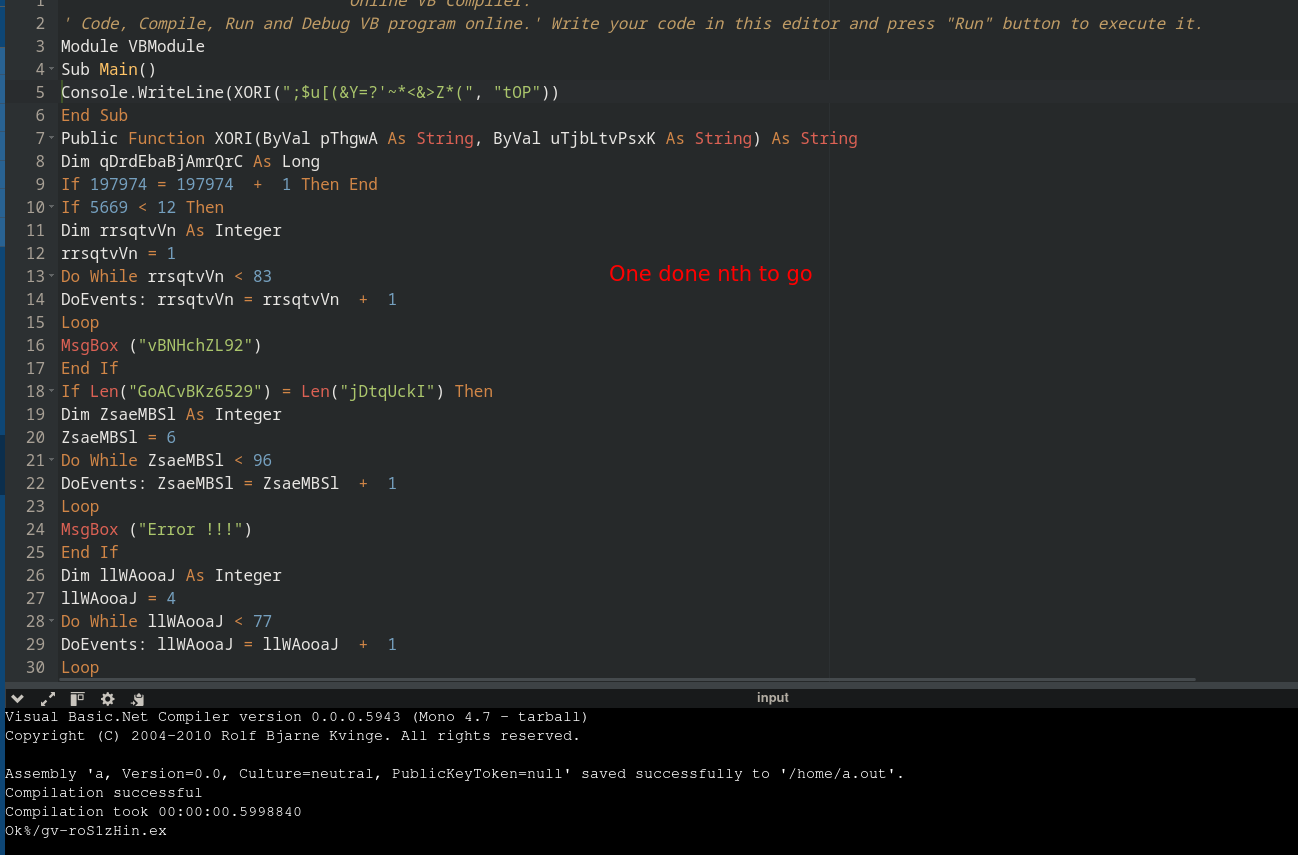 1 Online VB Compiler.
2 ' Code, Compile, Run and Debug VB program online.' Write your code in this editor and press "Run" button to execute it.
3 Module VBModule
4 Sub Main()
5 Console.WriteLine(XORI(";$u[(&Y=?'~*<&>Z*(", "tOP"))
6 End Sub
7 Public Function XORI(ByVal pThgwA As String, ByVal uTjbLtvPsxK As String) As String
8 Dim qDrdEbaBjAmrQrC As Long
9 If 197974 = 197974  +  1 Then End
10 If 5669 < 12 Then
11 Dim rrsqtvVn As Integer
12 rrsqtvVn = 1
13 Do While rrsqtvVn < 83
One done nth to go
14 DoEvents: rrsqtvVn = rrsqtvVn  +  1
15 Loop
16 MsgBox ("vBNHchZL92")
17 End If
18 If Len("GoACvBKz6529") = Len("jDtqUckI") Then
19 Dim ZsaeMBSl As Integer
20 ZsaeMBSl = 6
21 Do While ZsaeMBSl < 96
22 DoEvents: ZsaeMBSl = ZsaeMBSl  +  1
23 Loop
24 MsgBox ("Error !!!")
25 End If
26 Dim llWAooaJ As Integer
27 llWAooaJ = 4
28 Do While llWAooaJ < 77
29 DoEvents: llWAooaJ = llWAooaJ  +  1
30 Loop
input
Visual Basic.Net Compiler version 0.0.0.5943 (Mono 4.7 - tarball)
Copyright (C) 2004-2010 Rolf Bjarne Kvinge. All rights reserved.
Assembly 'a, Version=0.0, Culture=neutral, PublicKeyToken=null' saved successfully to '/home/a.out'.
Compilation successful
Compilation took 00:00:00.5998840
Ok%/gv-roS1zHin.ex